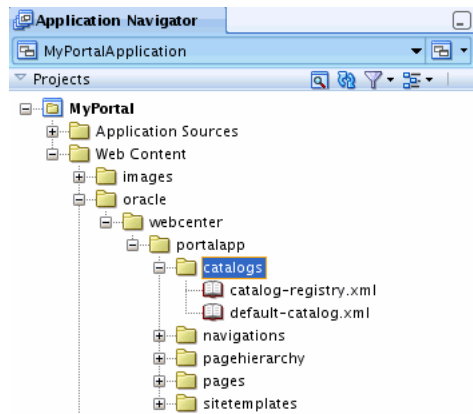 Application Navigator
MyPortalApplication
Projects
MyPortal
Application Sources
Web Content
images
oracle
webcenter
portalapp
catalogs
catalog-registry.xml
default-catalog.xml
navigations
pagehierarchy
pages
sitetemplates